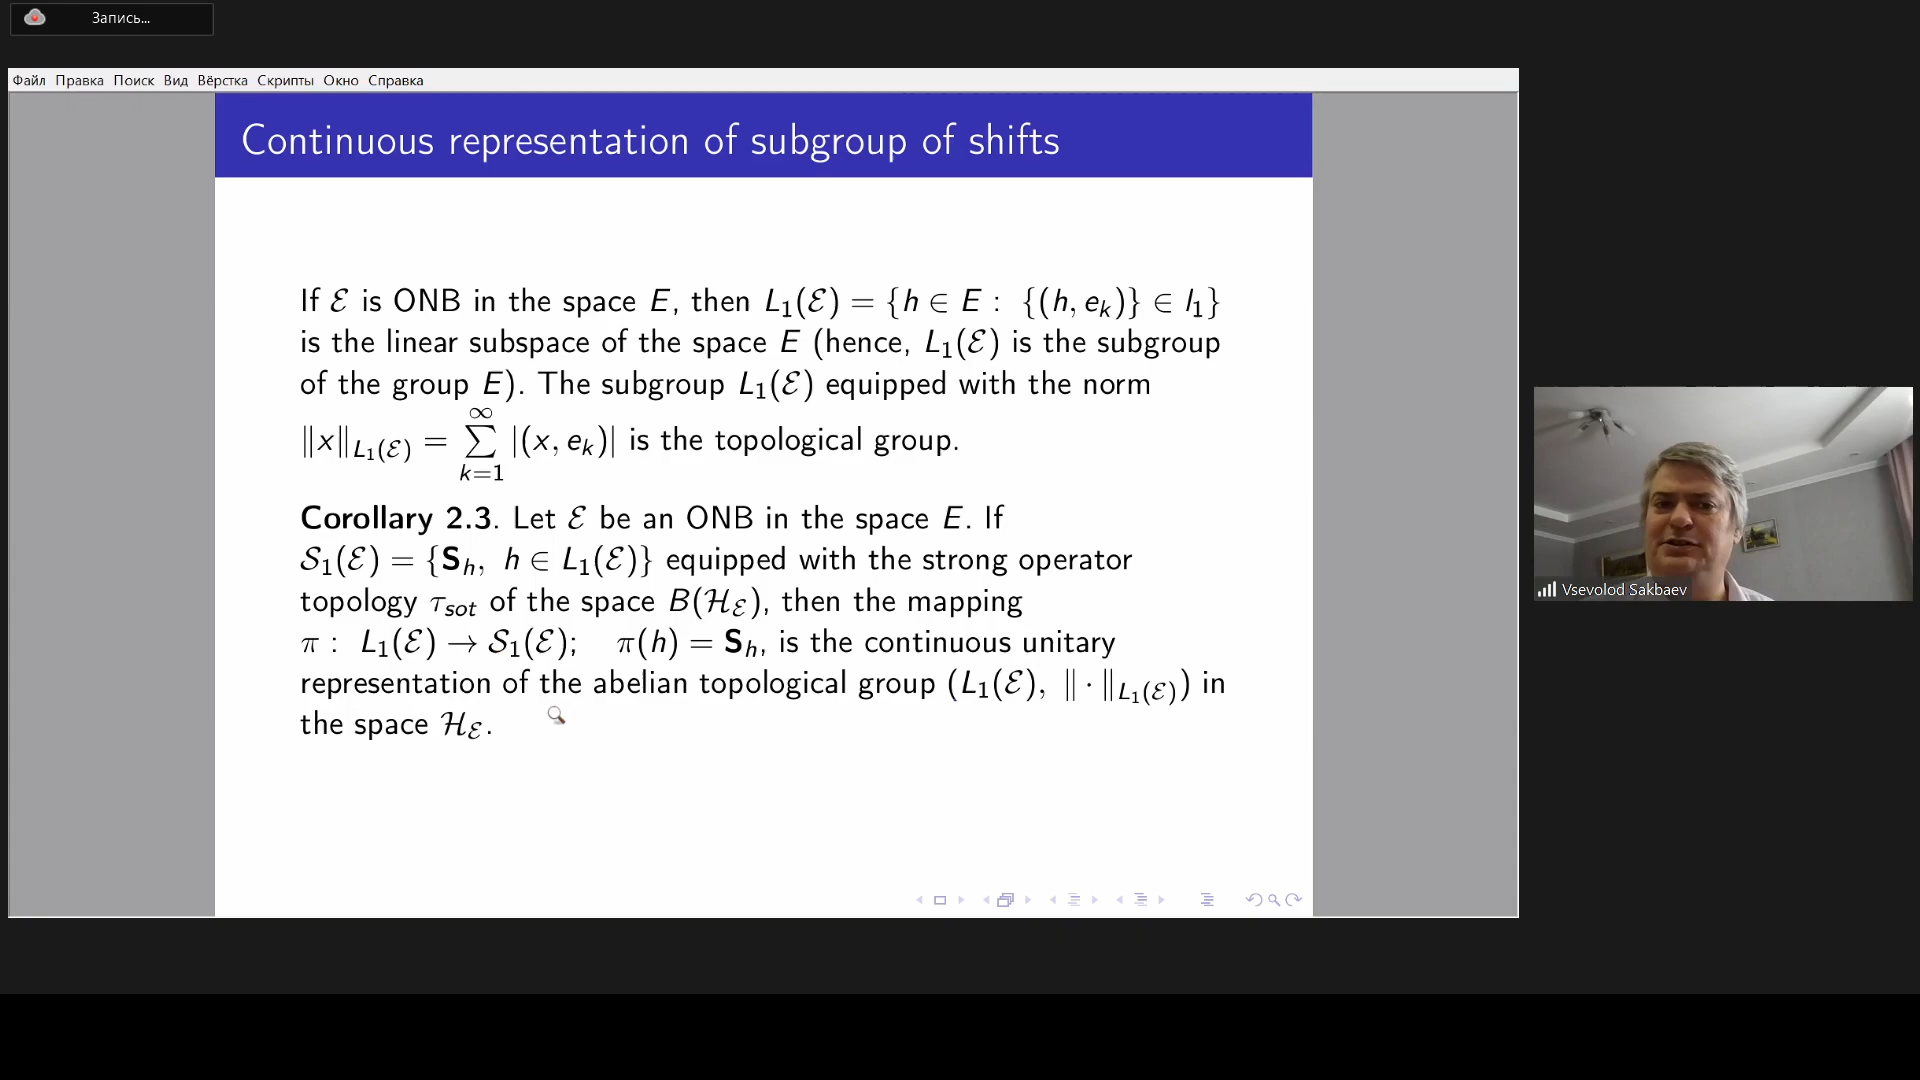 Запись...
Файл Правка Поиск Вид Вёрстка Скрипты Окно Справка
Continuous representation of subgroup of shifts
If ℰ is ONB in the space E, then L₁(ℰ) = {h ∈ E : {(h, eₖ)} ∈ l₁}
is the linear subspace of the space E (hence, L₁(ℰ) is the subgroup
of the group E). The subgroup L₁(ℰ) equipped with the norm
‖x‖_{L₁(ℰ)} = ∑_{k=1}^{∞} |(x, eₖ)| is the topological group.
Corollary 2.3. Let ℰ be an ONB in the space E. If
𝒮₁(ℰ) = {𝐒ₕ, h ∈ L₁(ℰ)} equipped with the strong operator
topology τ_{sot} of the space B(ℋ_ℰ), then the mapping
π : L₁(ℰ) → 𝒮₁(ℰ); π(h) = 𝐒ₕ, is the continuous unitary
representation of the abelian topological group (L₁(ℰ), ‖ · ‖_{L₁(ℰ)}) in
the space ℋ_ℰ.
Vsevolod Sakbaev